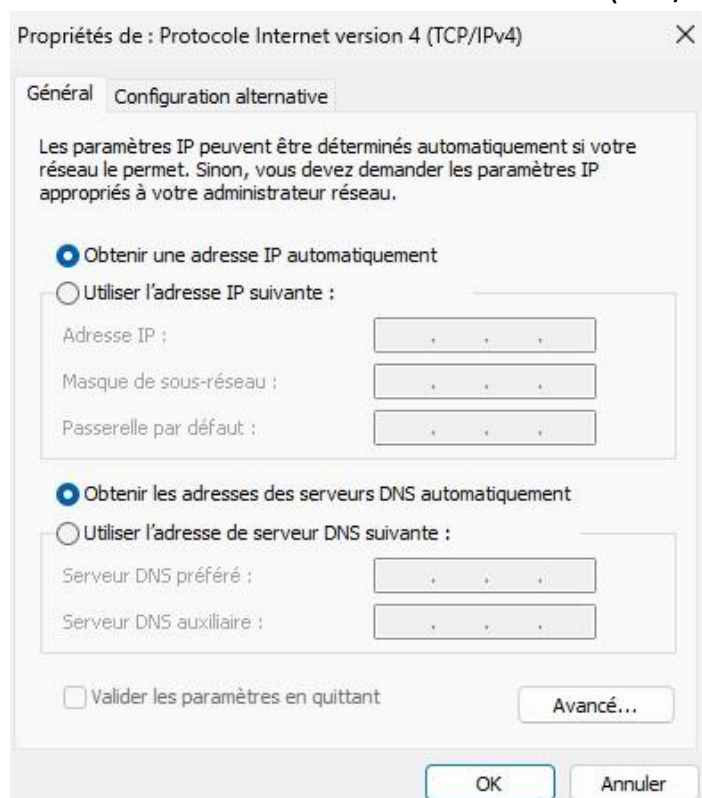 Propriétés de : Protocole Internet version 4 (TCP/IPv4)
Général Configuration alternative
Les paramètres IP peuvent être déterminés automatiquement si votre
réseau le permet. Sinon, vous devez demander les paramètres IP
appropriés à votre administrateur réseau.
Obtenir une adresse IP automatiquement
Utiliser l'adresse IP suivante :
Adresse IP :
Masque de sous-réseau :
Passerelle par défaut :
Obtenir les adresses des serveurs DNS automatiquement
Utiliser l'adresse de serveur DNS suivante :
Serveur DNS préféré :
Serveur DNS auxiliaire :
Valider les paramètres en quittant
Avancé...
OK Annuler